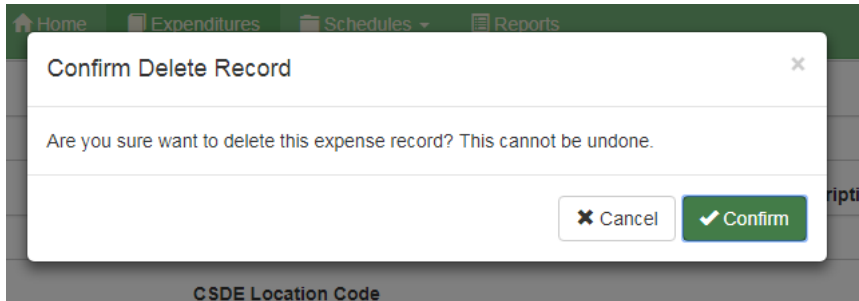 Home Expenditures Schedules Reports
Confirm Delete Record ×
Are you sure want to delete this expense record? This cannot be undone.
ripti
Cancel Confirm
CSDE Location Code